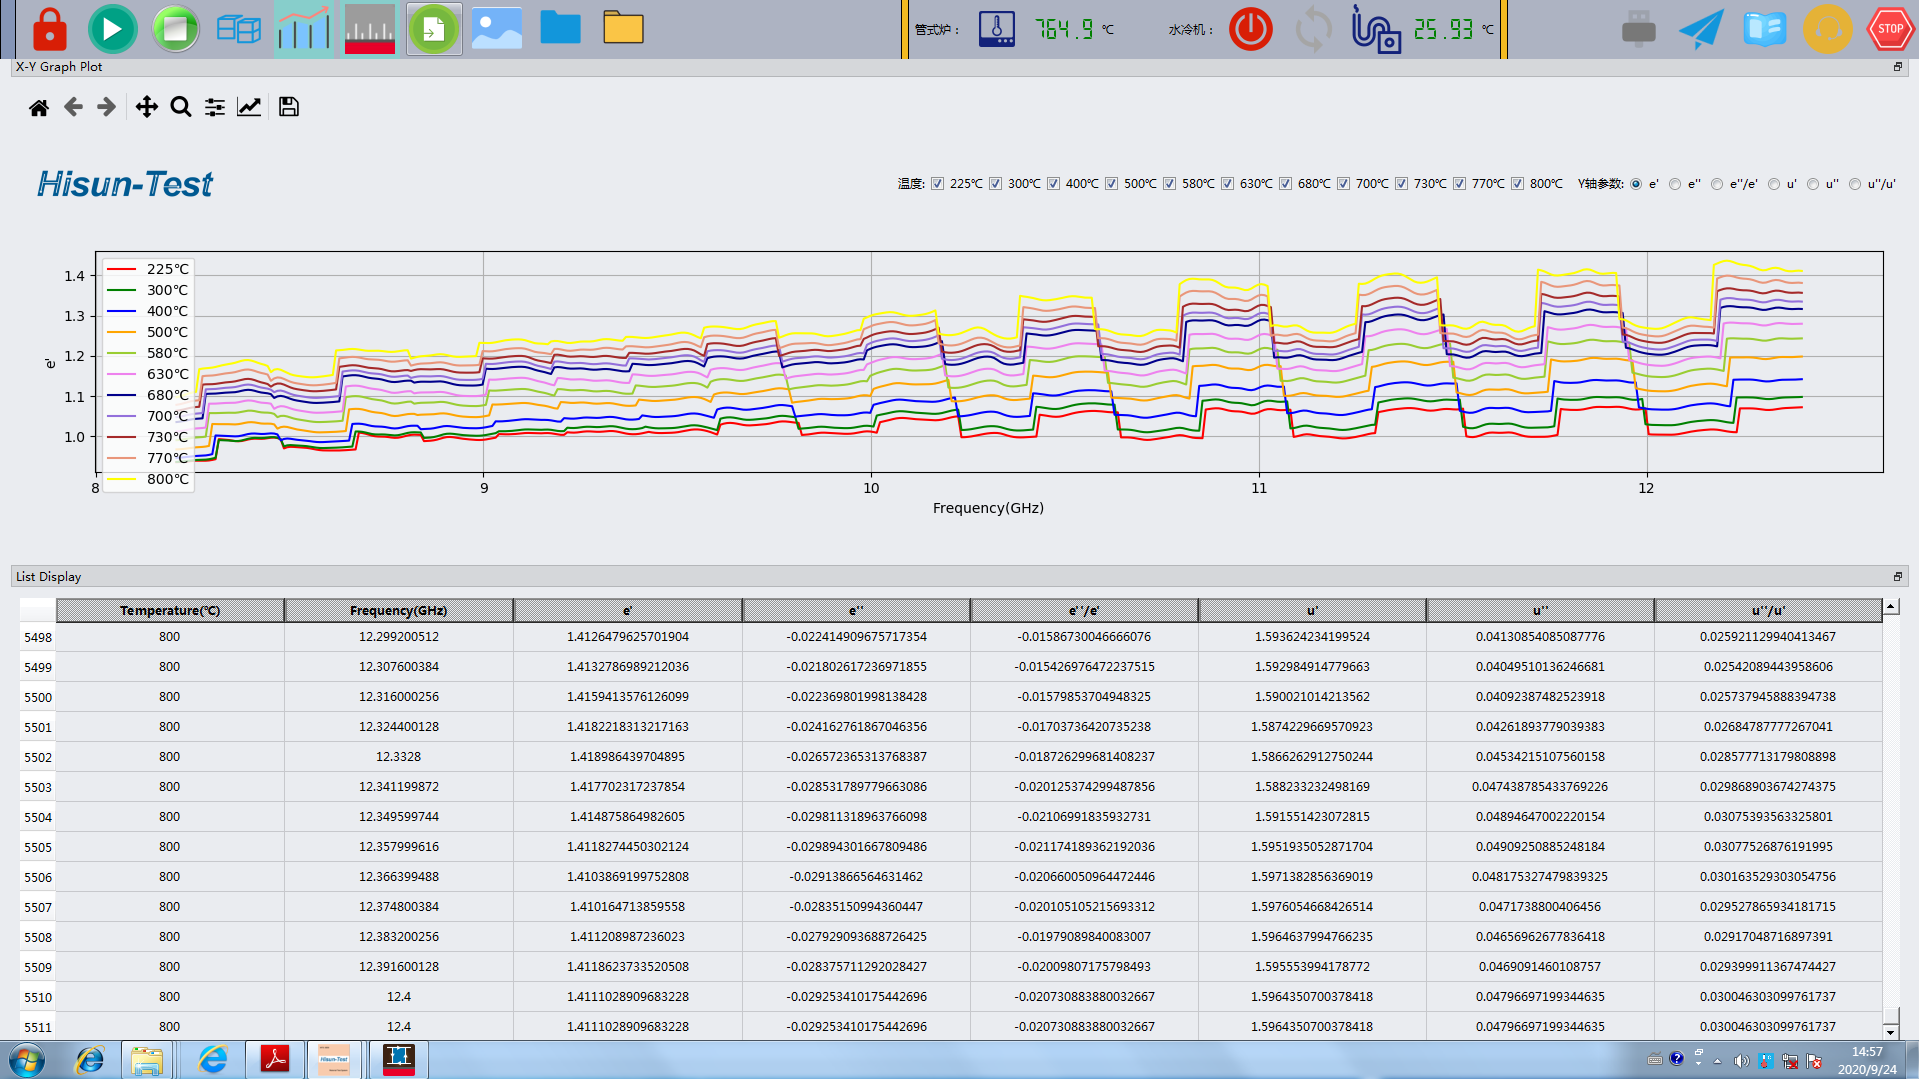 管式炉： 764.9 ℃ 水冷机： 25.93 ℃ STOP
X-Y Graph Plot
Hisun-Test
温度: 225℃ 300℃ 400℃ 500℃ 580℃ 630℃ 680℃ 700℃ 730℃ 770℃ 800℃ Y轴参数: e' e'' e''/e' u' u'' u''/u'
225℃
300℃
400℃
500℃
580℃
630℃
680℃
700℃
730℃
770℃
800℃
1.4
1.3
1.2
1.1
1.0
e'
8 9 10 11 12
Frequency(GHz)
List Display
Temperature(℃) Frequency(GHz) e' e'' e''/e' u' u'' u''/u'
5498 800 12.299200512 1.4126479625701904 -0.022414909675717354 -0.01586730046666076 1.593624234199524 0.04130854085087776 0.025921129940413467
5499 800 12.307600384 1.4132786989212036 -0.021802617236971855 -0.015426976472237515 1.592984914779663 0.04049510136246681 0.02542089443958606
5500 800 12.316000256 1.4159413576126099 -0.022369801998138428 -0.01579853704948325 1.590021014213562 0.04092387482523918 0.025737945888394738
5501 800 12.324400128 1.4182218313217163 -0.024162761867046356 -0.01703736420735238 1.5874229669570923 0.04261893779039383 0.02684787777267041
5502 800 12.3328 1.418986439704895 -0.026572365313768387 -0.018726299681408237 1.5866262912750244 0.04534215107560158 0.028577713179808898
5503 800 12.341199872 1.417702317237854 -0.028531789779663086 -0.020125374299487856 1.588233232498169 0.047438785433769226 0.029868903674274375
5504 800 12.349599744 1.414875864982605 -0.029811318963766098 -0.02106991835932731 1.591551423072815 0.04894647002220154 0.03075393563325801
5505 800 12.357999616 1.4118274450302124 -0.029894301667809486 -0.021174189362192036 1.5951935052871704 0.04909250885248184 0.03077526876191995
5506 800 12.366399488 1.4103869199752808 -0.02913866564631462 -0.020660050964472446 1.5971382856369019 0.048175327479839325 0.030163529303054756
5507 800 12.374800384 1.410164713859558 -0.02835150994360447 -0.020105105215693312 1.5976054668426514 0.0471738800406456 0.029527865934181715
5508 800 12.383200256 1.411208987236023 -0.027929093688726425 -0.01979089840083007 1.5964637994766235 0.04656962677836418 0.02917048716897391
5509 800 12.391600128 1.4118623733520508 -0.028375711292028427 -0.02009807175798493 1.595553994178772 0.0469091460108757 0.029399911367474427
5510 800 12.4 1.4111028909683228 -0.029253410175442696 -0.020730883880032667 1.5964350700378418 0.04796697199344635 0.030046303099761737
5511 800 12.4 1.4111028909683228 -0.029253410175442696 -0.020730883880032667 1.5964350700378418 0.04796697199344635 0.030046303099761737
Hisun-Test
14:57
2020/9/24